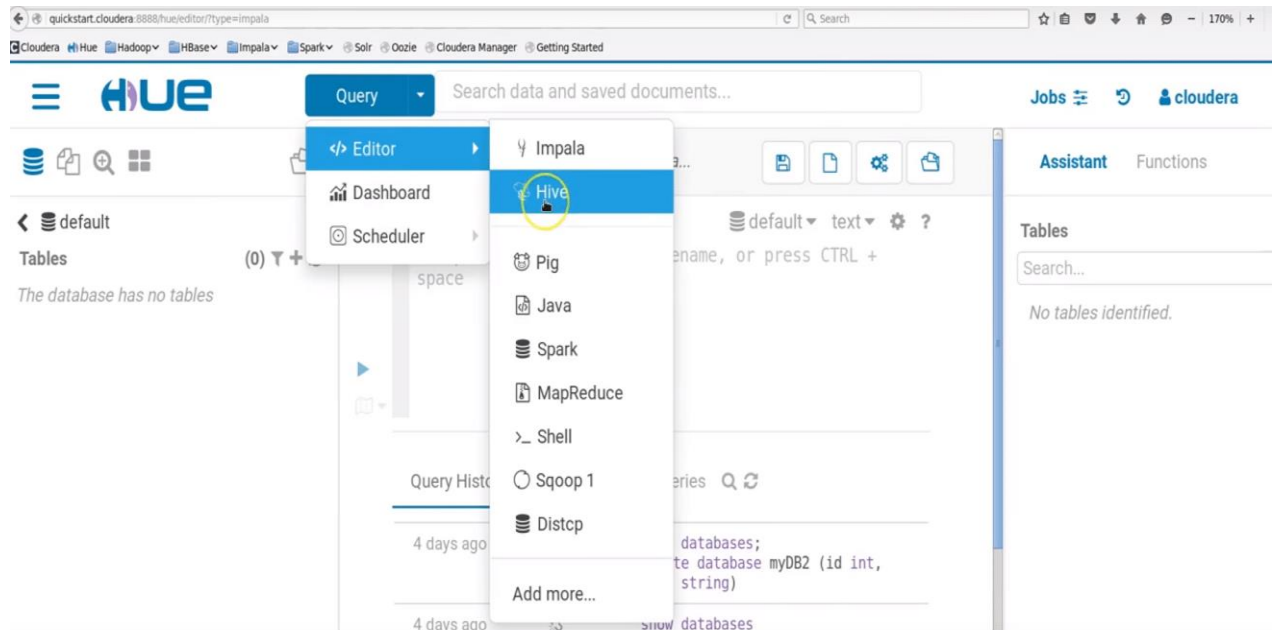 quickstart.cloudera:8888/hue/editor/?type=impala
Search
170%
Cloudera Hue Hadoop HBase Impala Spark Solr Oozie Cloudera Manager Getting Started
HUE
Query
Search data and saved documents...
Jobs
cloudera
</> Editor
Dashboard
Scheduler
Impala
Hive
Pig
Java
Spark
MapReduce
>_ Shell
Sqoop 1
Distcp
Add more...
a...
Assistant Functions
default
Tables (0)
The database has no tables
default text ?
ename, or press CTRL +
space
Tables
Search...
No tables identified.
Query Histo
eries
4 days ago
databases;
te database myDB2 (id int,
string)
4 days ago
show databases